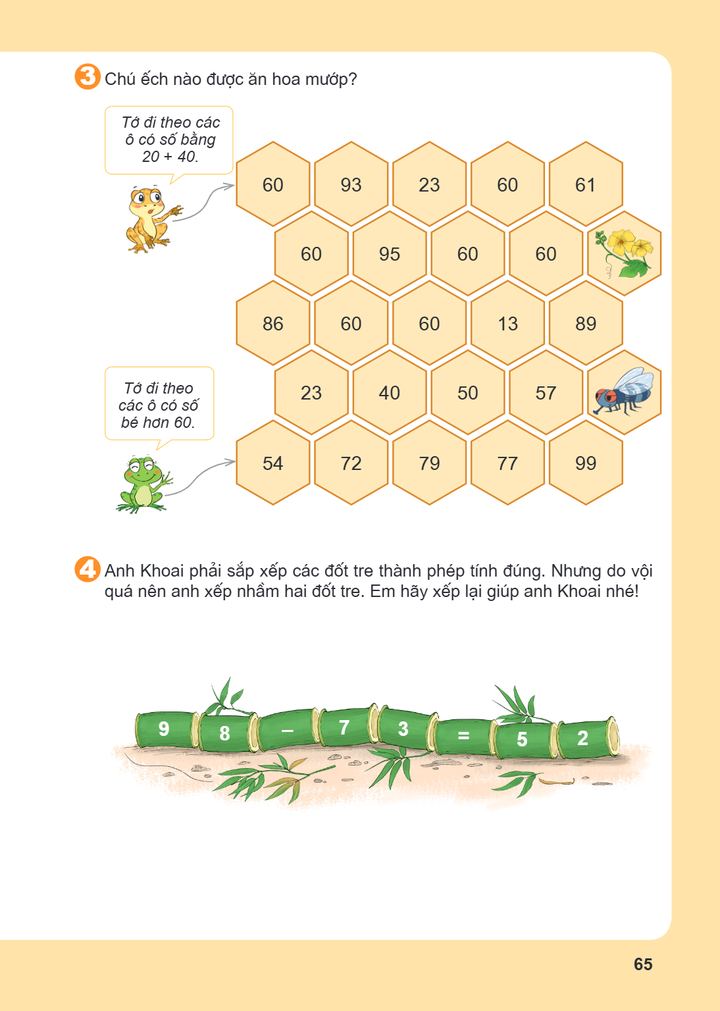 3 Chú ếch nào được ăn hoa mướp?
Tớ đi theo các
ô có số bằng
20 + 40.
60 93 23 60 61
60 95 60 60
86 60 60 13 89
23 40 50 57
Tớ đi theo
các ô có số
bé hơn 60.
54 72 79 77 99
4 Anh Khoai phải sắp xếp các đốt tre thành phép tính đúng. Nhưng do vội
quá nên anh xếp nhầm hai đốt tre. Em hãy xếp lại giúp anh Khoai nhé!
9 8 – 7 3 = 5 2
65